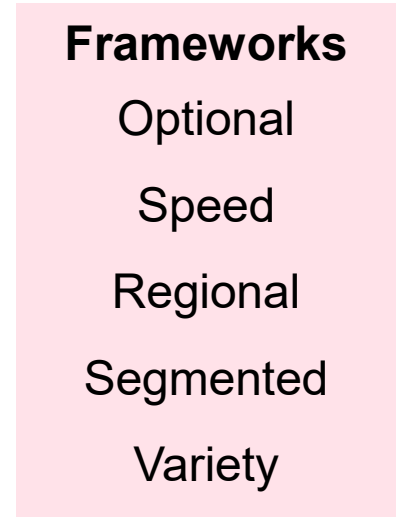 Frameworks
Optional
Speed
Regional
Segmented
Variety